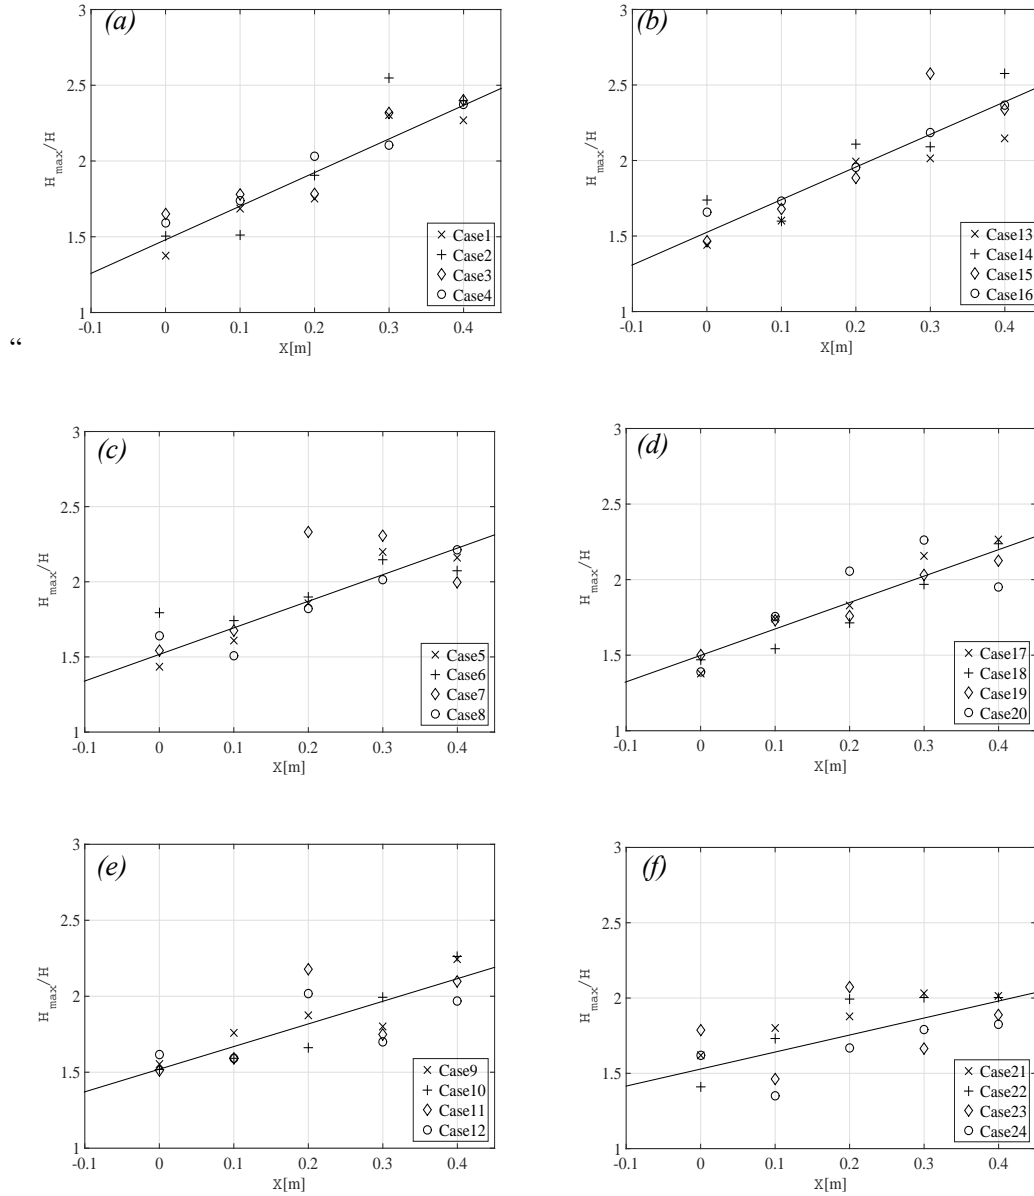 (a)
3
2.5
2
1.5
1
H_max/H
-0.1 0 0.1 0.2 0.3 0.4
X[m]
Case1
Case2
Case3
Case4
(b)
3
2.5
2
1.5
1
H_max/H
-0.1 0 0.1 0.2 0.3 0.4
X[m]
Case13
Case14
Case15
Case16
“
(c)
3
2.5
2
1.5
1
H_max/H
-0.1 0 0.1 0.2 0.3 0.4
X[m]
Case5
Case6
Case7
Case8
(d)
3
2.5
2
1.5
1
H_max/H
-0.1 0 0.1 0.2 0.3 0.4
X[m]
Case17
Case18
Case19
Case20
(e)
3
2.5
2
1.5
1
H_max/H
-0.1 0 0.1 0.2 0.3 0.4
X[m]
Case9
Case10
Case11
Case12
(f)
3
2.5
2
1.5
1
H_max/H
-0.1 0 0.1 0.2 0.3 0.4
X[m]
Case21
Case22
Case23
Case24